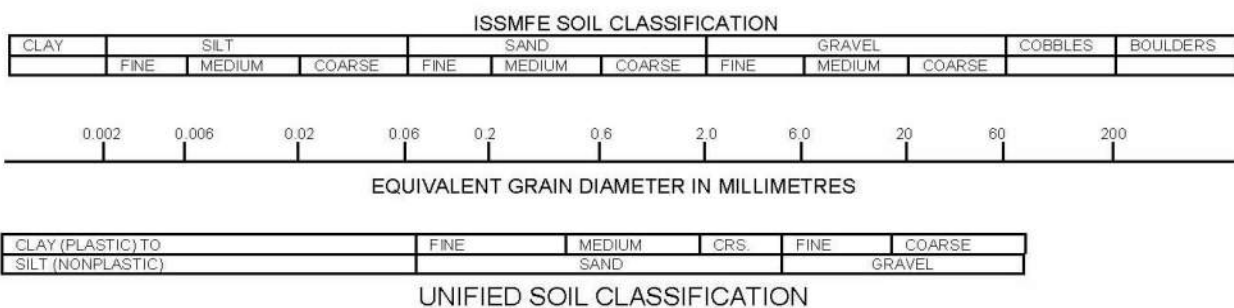 ISSMFE SOIL CLASSIFICATION
CLAY SILT SAND GRAVEL COBBLES BOULDERS
FINE MEDIUM COARSE FINE MEDIUM COARSE FINE MEDIUM COARSE
0.002 0.006 0.02 0.06 0.2 0.6 2.0 6.0 20 60 200
EQUIVALENT GRAIN DIAMETER IN MILLIMETRES
CLAY (PLASTIC) TO FINE MEDIUM CRS. FINE COARSE
SILT (NONPLASTIC) SAND GRAVEL
UNIFIED SOIL CLASSIFICATION